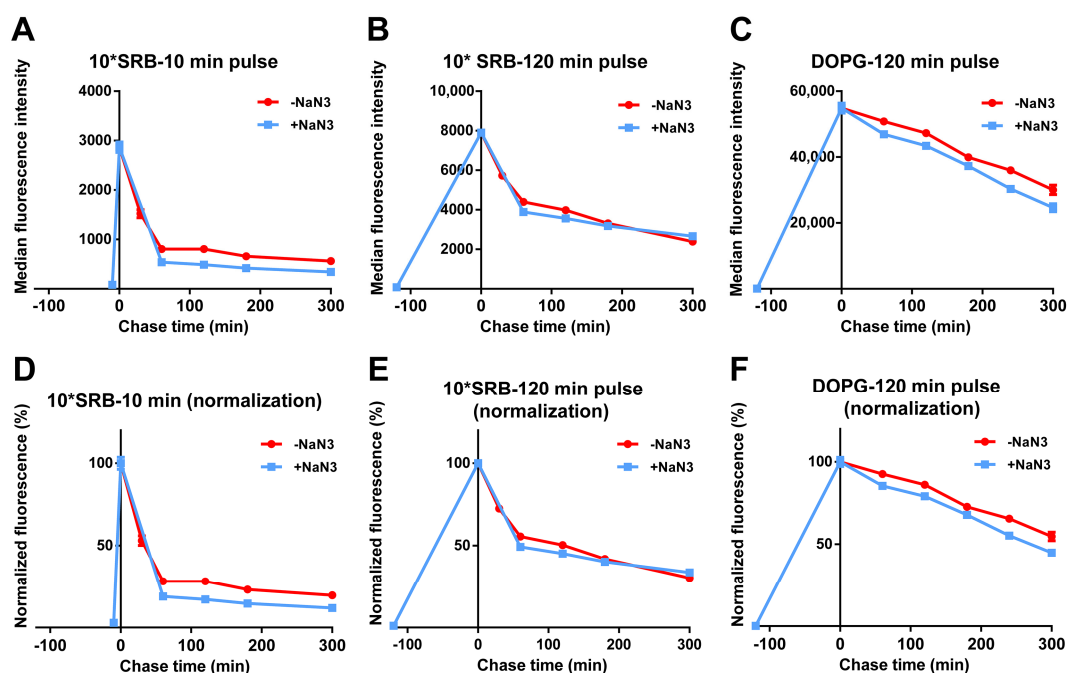 A
10*SRB-10 min pulse
Median fluorescence intensity
4000
3000
2000
1000
-NaN3
+NaN3
-100
0
100
200
300
Chase time (min)
B
10* SRB-120 min pulse
Median fluorescence intensity
10,000
8000
6000
4000
2000
-NaN3
+NaN3
-100
0
100
200
300
Chase time (min)
C
DOPG-120 min pulse
Median fluorescence intensity
60,000
40,000
20,000
-NaN3
+NaN3
-100
0
100
200
300
Chase time (min)
D
10*SRB-10 min (normalization)
Normalized fluorescence (%)
100
50
-NaN3
+NaN3
-100
0
100
200
300
Chase time (min)
E
10*SRB-120 min pulse
(normalization)
Normalized fluorescence (%)
100
50
-NaN3
+NaN3
-100
0
100
200
300
Chase time (min)
F
DOPG-120 min pulse
(normalization)
Normalized fluorescence (%)
100
50
-NaN3
+NaN3
-100
0
100
200
300
Chase time (min)